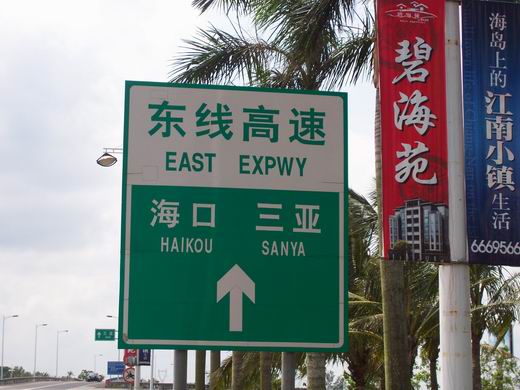 东线高速
EAST EXPWY
海口 三亚
HAIKOU SANYA
碧海苑
海岛上的
江南小镇生活
6669566